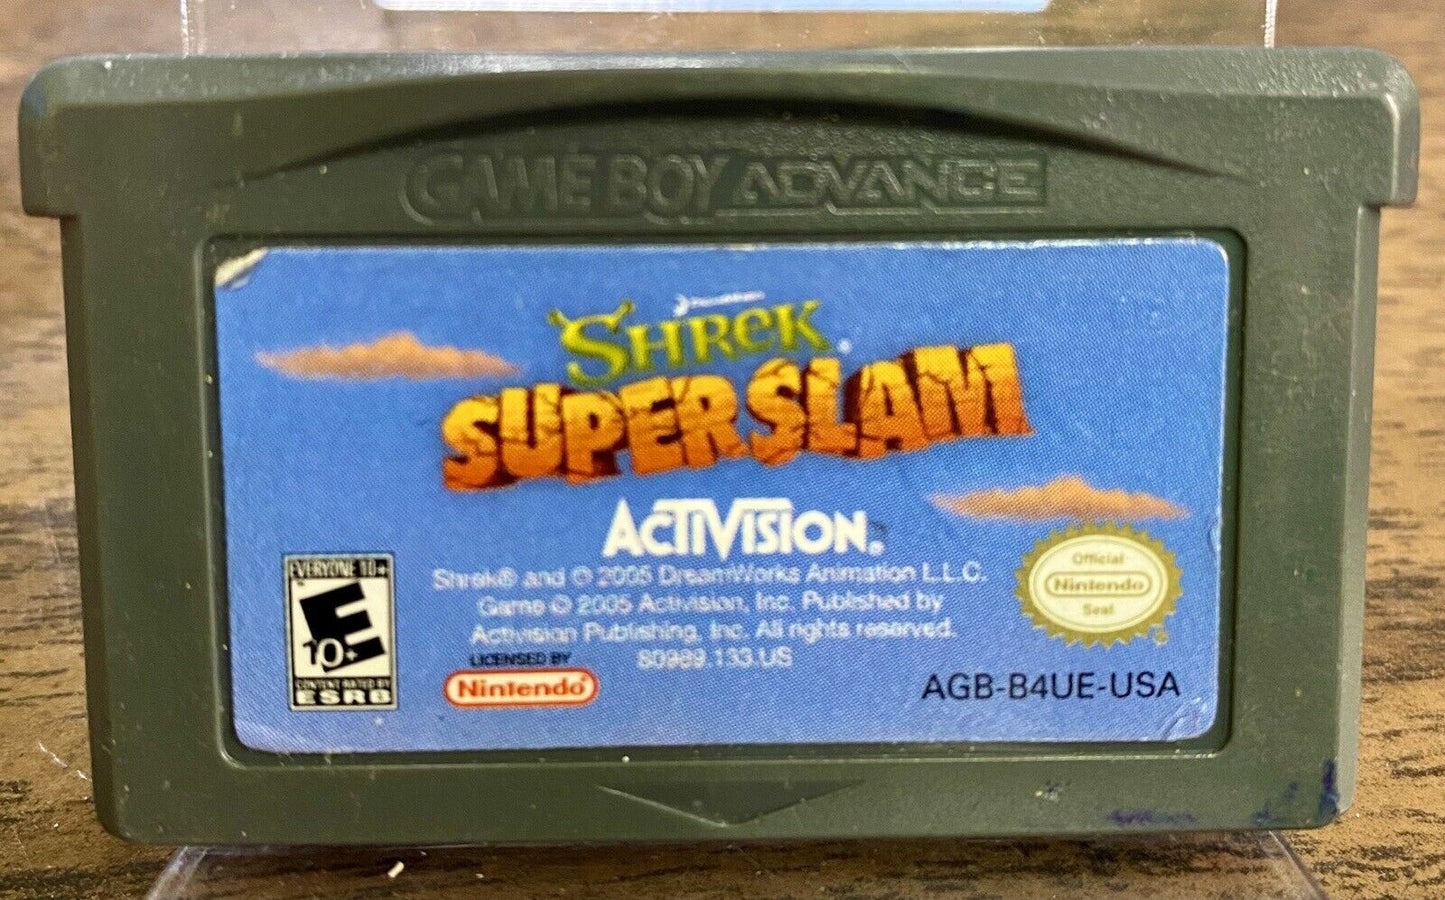 GAME BOY ADVANCE
DreamWorks
SHREK®
SUPERSLAM
ACTIVISION®
Shrek® and © 2005 DreamWorks Animation L.L.C.
Game © 2005 Activision, Inc. Published by
Activision Publishing, Inc. All rights reserved.
80989.133.US
EVERYONE 10+
E
10+
CONTENT RATED BY
ESRB
LICENSED BY
Nintendo®
Official
Nintendo
Seal
AGB-B4UE-USA